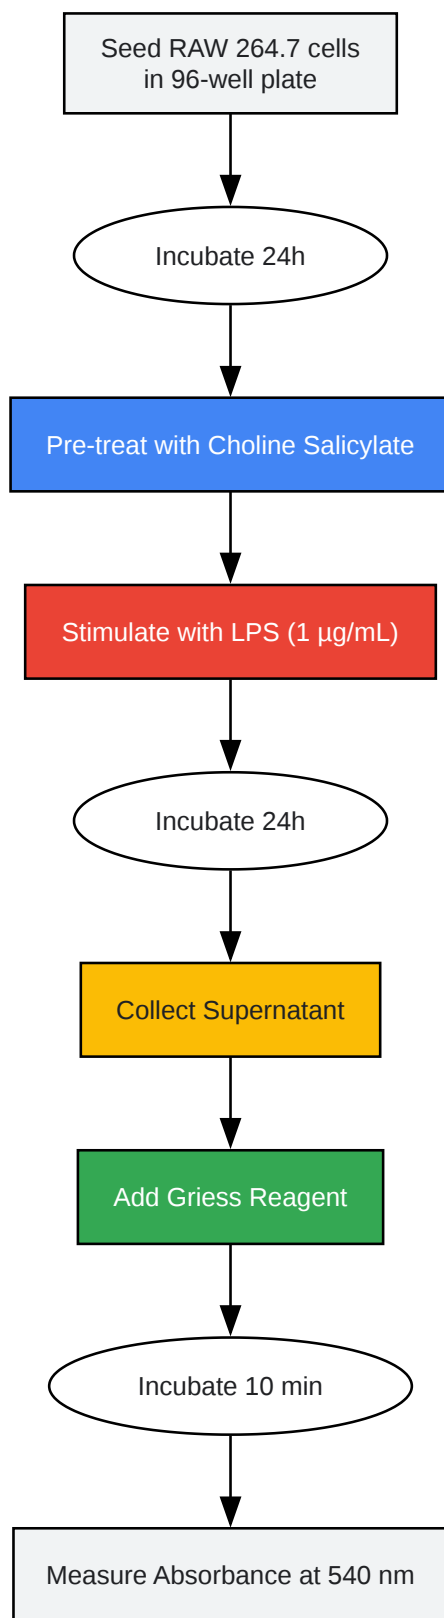 Seed RAW 264.7 cells
in 96-well plate
Incubate 24h
Pre-treat with Choline Salicylate
Stimulate with LPS (1 µg/mL)
Incubate 24h
Collect Supernatant
Add Griess Reagent
Incubate 10 min
Measure Absorbance at 540 nm